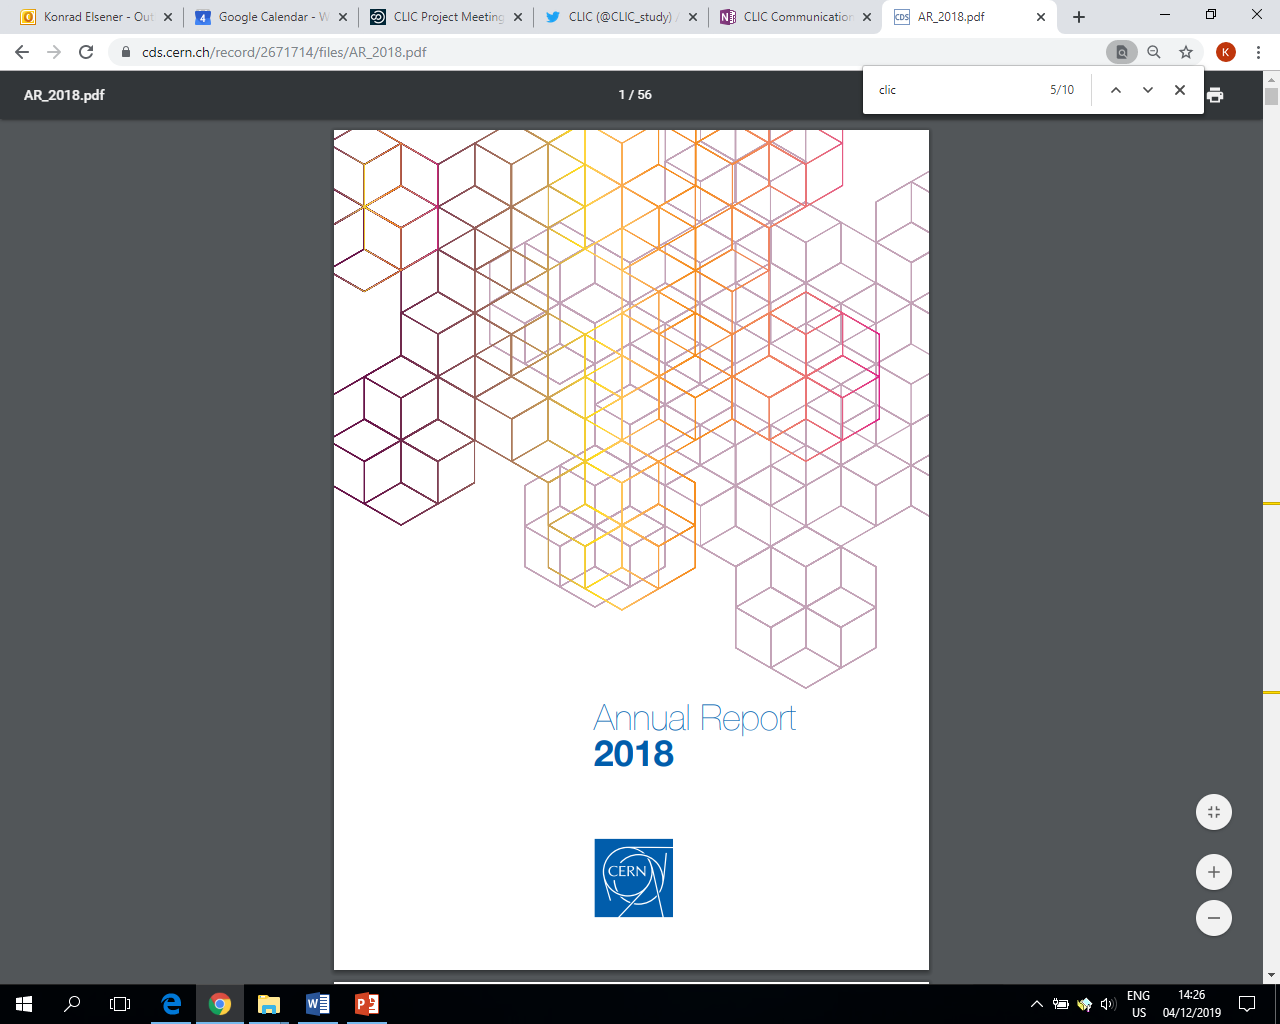 Konrad Elsener - Out
Google Calendar - W
CLIC Project Meeting
CLIC (@CLIC_study) /
CLIC Communication
CDS
AR_2018.pdf
cds.cern.ch/record/2671714/files/AR_2018.pdf
K
AR_2018.pdf
1 / 56
clic
5/10
Annual Report
2018
CERN
ENG
US
14:26
04/12/2019